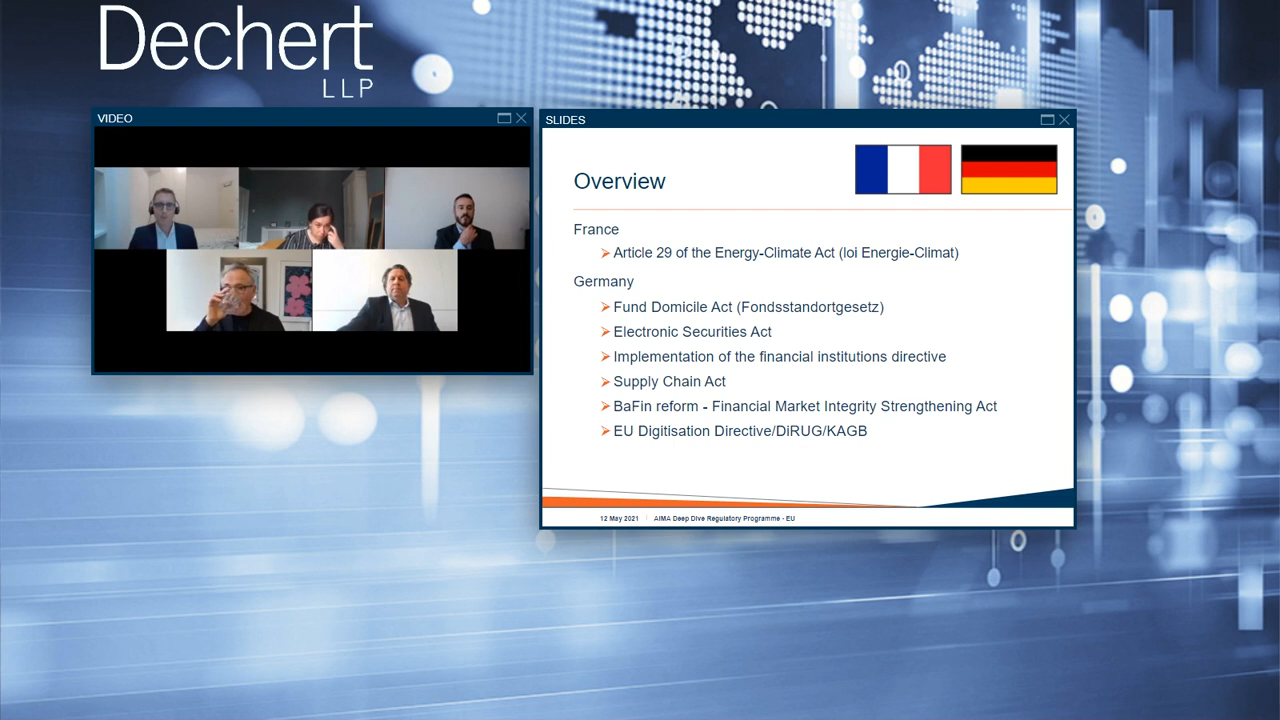 Dechert
LLP
VIDEO
SLIDES
Overview
France
Article 29 of the Energy-Climate Act (loi Energie-Climat)
Germany
Fund Domicile Act (Fondsstandortgesetz)
Electronic Securities Act
Implementation of the financial institutions directive
Supply Chain Act
BaFin reform - Financial Market Integrity Strengthening Act
EU Digitisation Directive/DiRUG/KAGB
12 May 2021 | AIMA Deep Dive Regulatory Programme - EU